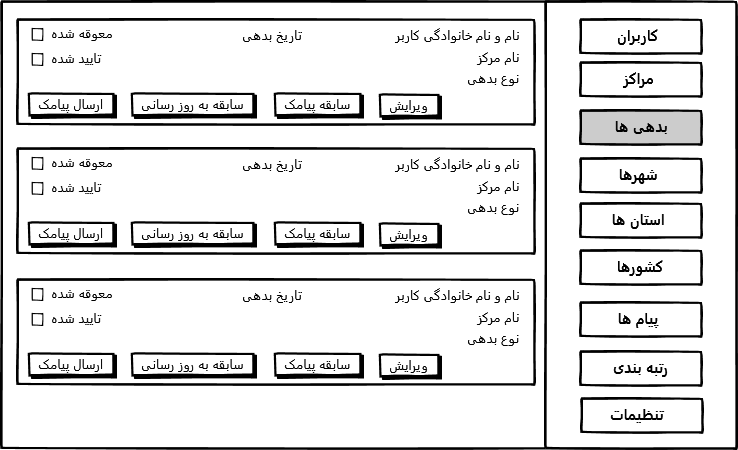 کاربران
مراکز
بدهی ها
شهرها
استان ها
کشورها
پیام ها
رتبه بندی
تنظیمات
نام و نام خانوادگی کاربر تاریخ بدهی معوقه شده
نام مرکز تایید شده
نوع بدهی
ویرایش سابقه پیامک سابقه به روز رسانی ارسال پیامک
نام و نام خانوادگی کاربر تاریخ بدهی معوقه شده
نام مرکز تایید شده
نوع بدهی
ویرایش سابقه پیامک سابقه به روز رسانی ارسال پیامک
نام و نام خانوادگی کاربر تاریخ بدهی معوقه شده
نام مرکز تایید شده
نوع بدهی
ویرایش سابقه پیامک سابقه به روز رسانی ارسال پیامک